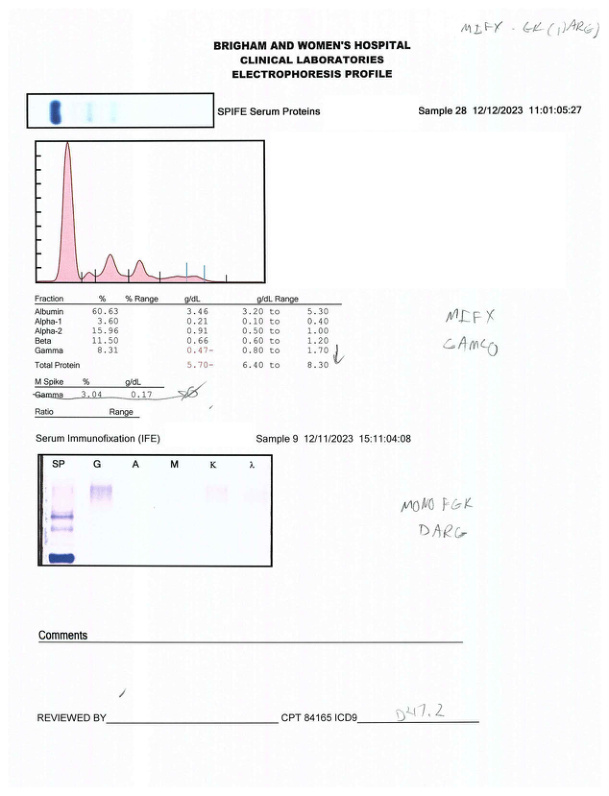 MIFX - GK (1) DARG)
BRIGHAM AND WOMEN'S HOSPITAL
CLINICAL LABORATORIES
ELECTROPHORESIS PROFILE
SPIFE Serum Proteins Sample 28 12/12/2023 11:01:05:27
Fraction % % Range g/dL g/dL Range
Albumin 60.63 3.46 3.20 to 5.30
Alpha-1 3.60 0.21 0.10 to 0.40
Alpha-2 15.96 0.91 0.50 to 1.00
Beta 11.50 0.66 0.60 to 1.20
Gamma 8.31 0.47- 0.80 to 1.70
Total Protein 5.70- 6.40 to 8.30
MIFX
GAMCO
M Spike % g/dL
Gamma 3.04 0.17
Ratio Range
Serum Immunofixation (IFE) Sample 9 12/11/2023 15:11:04:08
SP G A M K λ
MONO FGK
DARG
Comments
REVIEWED BY CPT 84165 ICD9 D47.2